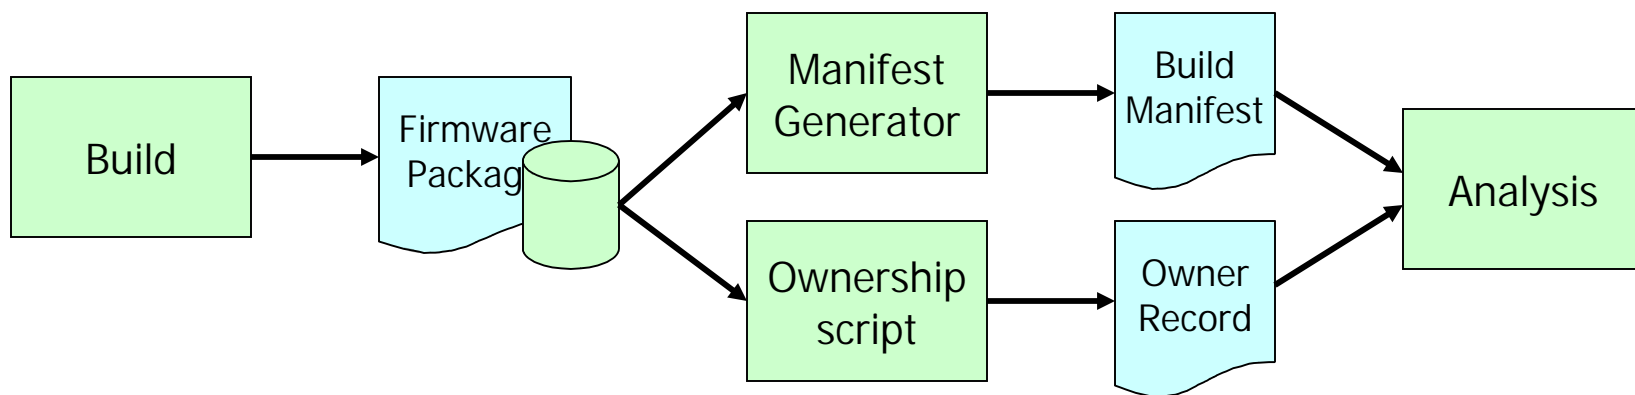 Build
Firmware
Packag
Manifest
Generator
Build
Manifest
Ownership
script
Owner
Record
Analysis